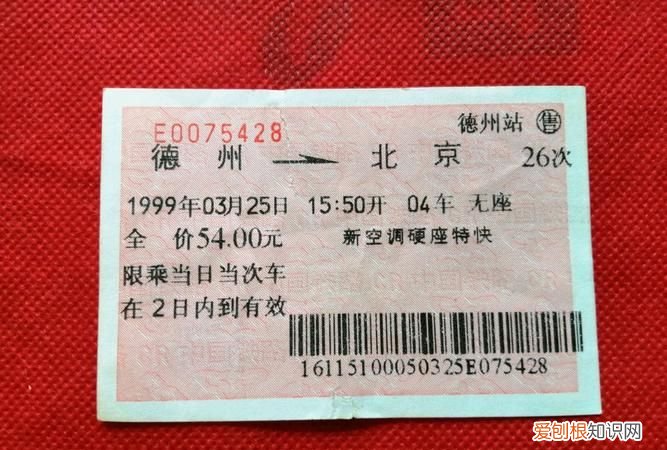 E0075428
德州站 售
德州 → 北京 26次
1999年03月25日 15:50开 04车 无座
全 价54.00元 新空调硬座特快
限乘当日当次车
在2日内到有效
16115100050325E075428
爱刨根知识网